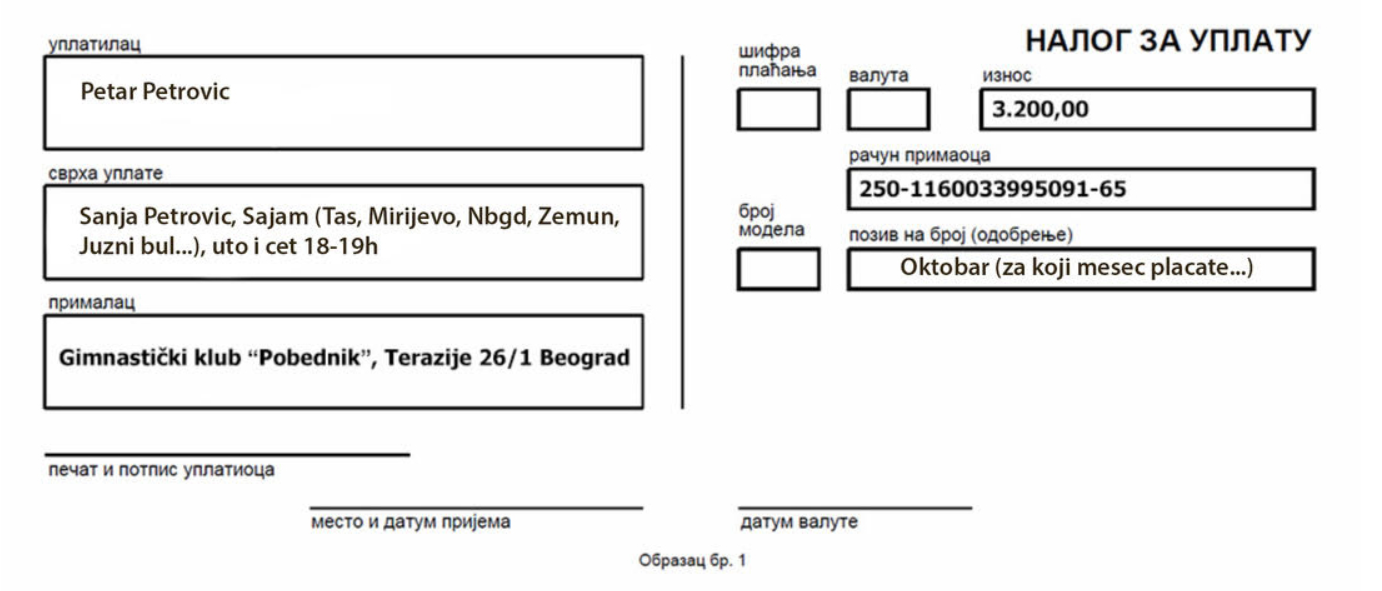 НАЛОГ ЗА УПЛАТУ
уплатилац
Petar Petrovic
сврха уплате
Sanja Petrovic, Sajam (Tas, Mirijevo, Nbgd, Zemun,
Juzni bul...), uto i cet 18-19h
прималац
Gimnastički klub “Pobednik”, Terazije 26/1 Beograd
печат и потпис уплатиоца
место и датум пријема
шифра
плаћања
валута
износ
3.200,00
рачун примаоца
250-1160033995091-65
број
модела
позив на број (одобрење)
Oktobar (za koji mesec placate...)
датум валуте
Образац бр. 1